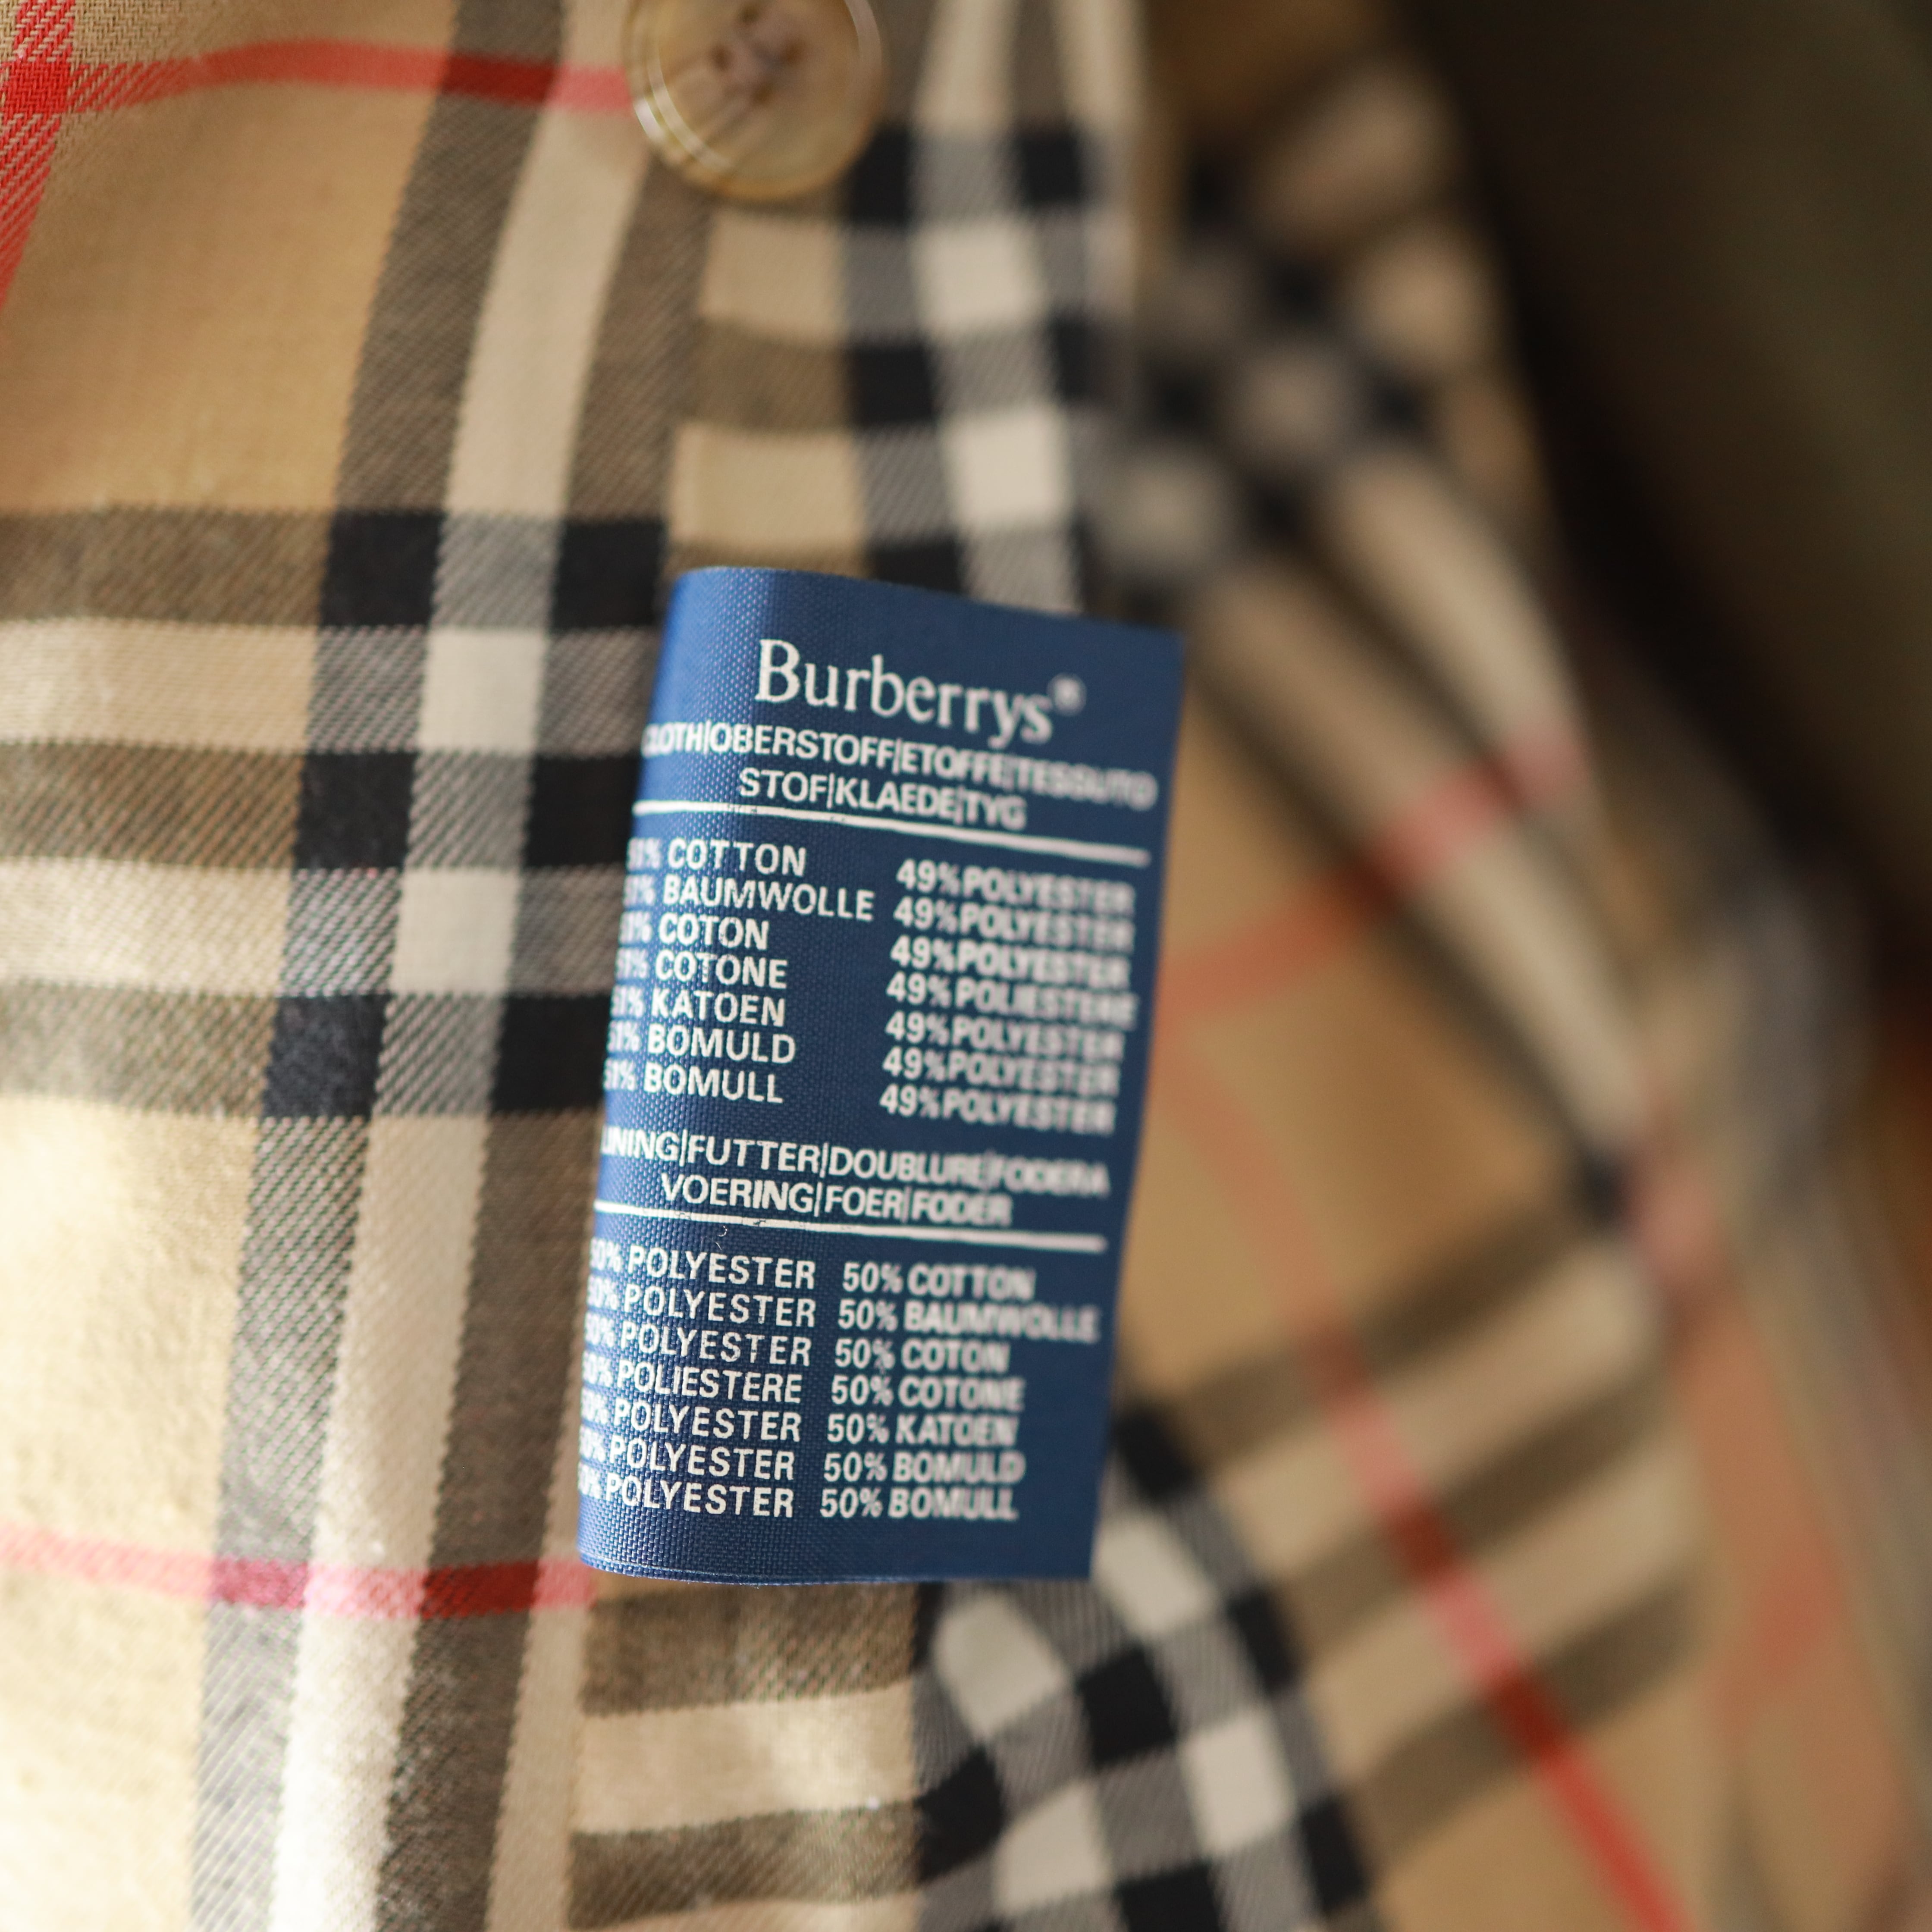 Burberrys®
CLOTH|OBERSTOFF|ETOFFE|TESSUTO
STOF|KLAEDE|TYG
51% COTTON 49% POLYESTER
51% BAUMWOLLE 49% POLYESTER
51% COTON 49% POLYESTER
51% COTONE 49% POLIESTERE
51% KATOEN 49% POLYESTER
51% BOMULD 49% POLYESTER
51% BOMULL 49% POLYESTER
LINING|FUTTER|DOUBLURE|FODERA
VOERING|FOER|FODER
50% POLYESTER 50% COTTON
50% POLYESTER 50% BAUMWOLLE
50% POLYESTER 50% COTON
50% POLIESTERE 50% COTONE
50% POLYESTER 50% KATOEN
50% POLYESTER 50% BOMULD
50% POLYESTER 50% BOMULL